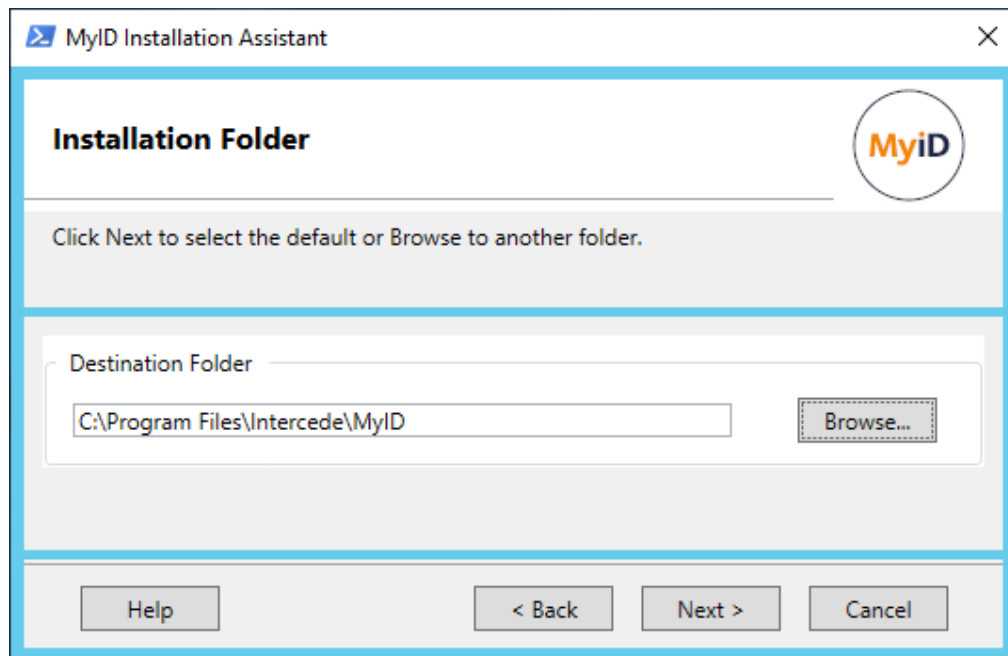 MyID Installation Assistant
Installation Folder
MyiD
Click Next to select the default or Browse to another folder.
Destination Folder
C:\Program Files\Intercede\MyID
Browse...
Help
< Back
Next >
Cancel